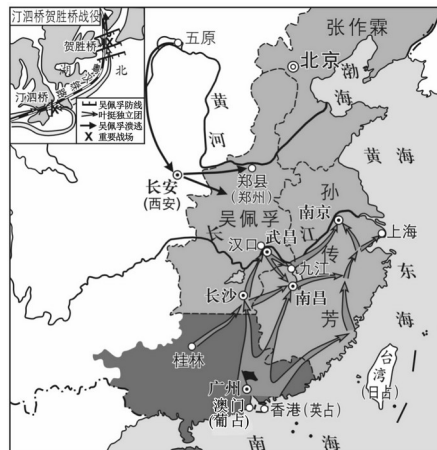 汀泗桥贺胜桥战役
贺胜桥
湖
北
汀泗桥
吴佩孚防线
叶挺独立团
吴佩孚溃逃
重要战场
五原
张作霖
北京
渤
海
黄
河
黄海
长安
(西安)
郑县
(郑州)
孙
吴佩孚
南京
长
江
汉口
武昌
上海
传
九江
东
海
长沙
南昌
芳
桂林
广州
澳门
(葡占)
香港(英占)
台
湾
(日占)
南
海